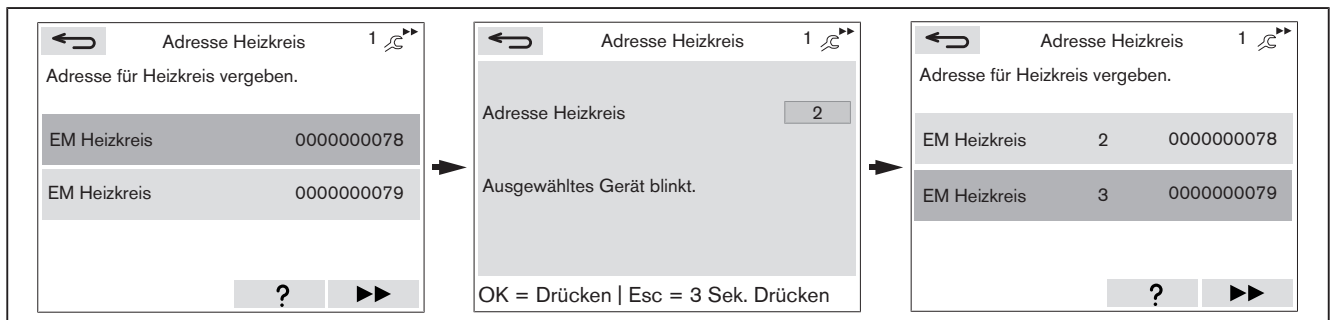 Adresse Heizkreis 1
Adresse für Heizkreis vergeben.
EM Heizkreis 0000000078
EM Heizkreis 0000000079
?
Adresse Heizkreis 1
Adresse Heizkreis 2
Ausgewähltes Gerät blinkt.
OK = Drücken | Esc = 3 Sek. Drücken
Adresse Heizkreis 1
Adresse für Heizkreis vergeben.
EM Heizkreis 2 0000000078
EM Heizkreis 3 0000000079
?